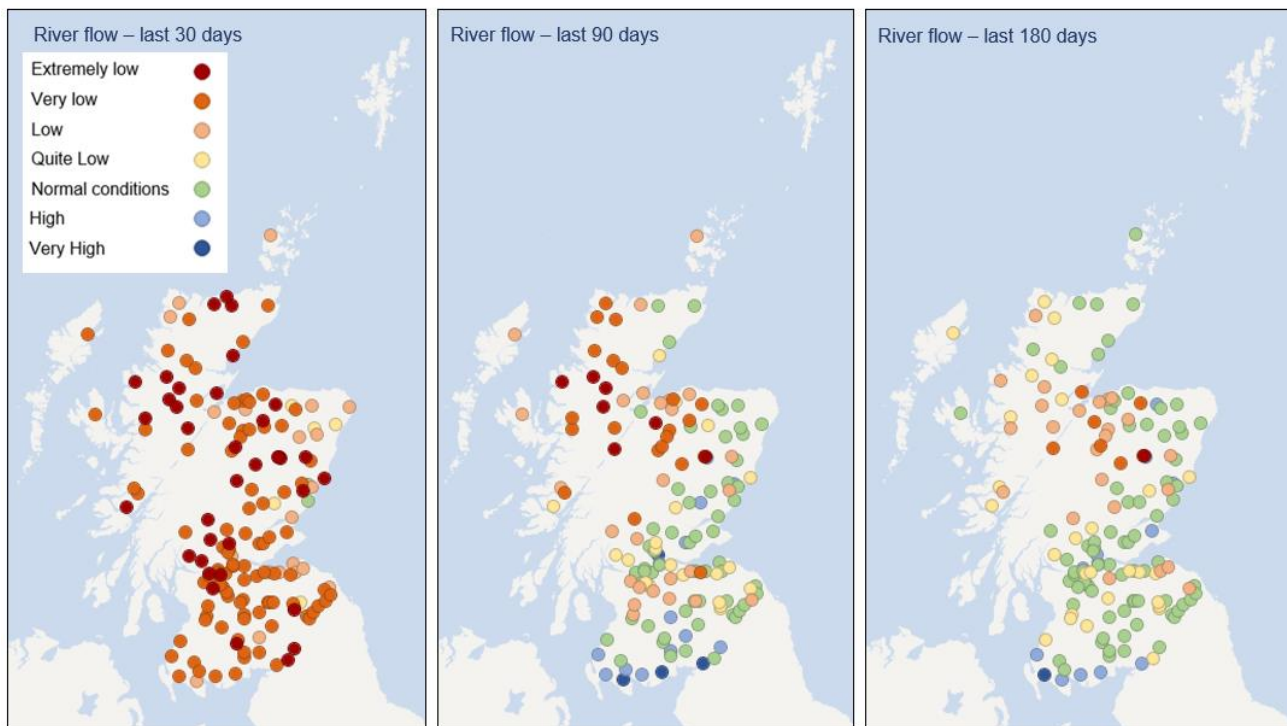 River flow – last 30 days
Extremely low
Very low
Low
Quite Low
Normal conditions
High
Very High
River flow – last 90 days
River flow – last 180 days